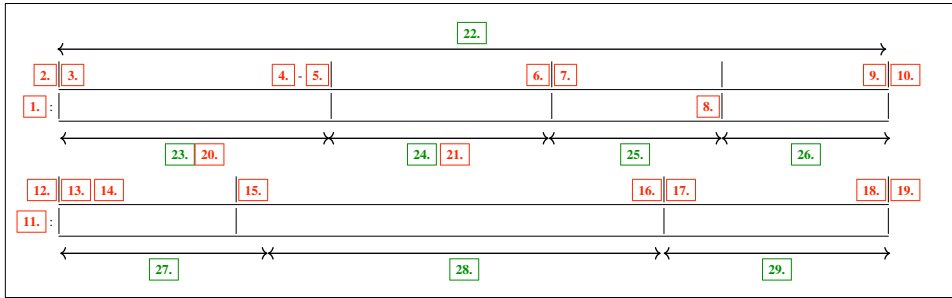 22.
2. 3. 4. - 5. 6. 7. 9. 10.
1. : 8.
23. 20. 24. 21. 25. 26.
12. 13. 14. 15. 16. 17. 18. 19.
11. :
27. 28. 29.